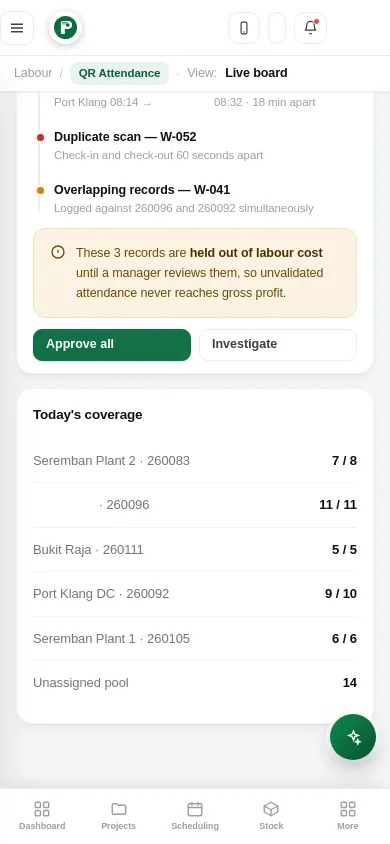 Labour / QR Attendance · View: Live board
Port Klang 08:14 → 08:32 · 18 min apart
Duplicate scan — W-052
Check-in and check-out 60 seconds apart
Overlapping records — W-041
Logged against 260096 and 260092 simultaneously
These 3 records are held out of labour cost
until a manager reviews them, so unvalidated
attendance never reaches gross profit.
Approve all Investigate
Today's coverage
Seremban Plant 2 · 260083 7 / 8
· 260096 11 / 11
Bukit Raja · 260111 5 / 5
Port Klang DC · 260092 9 / 10
Seremban Plant 1 · 260105 6 / 6
Unassigned pool 14
Dashboard Projects Scheduling Stock More